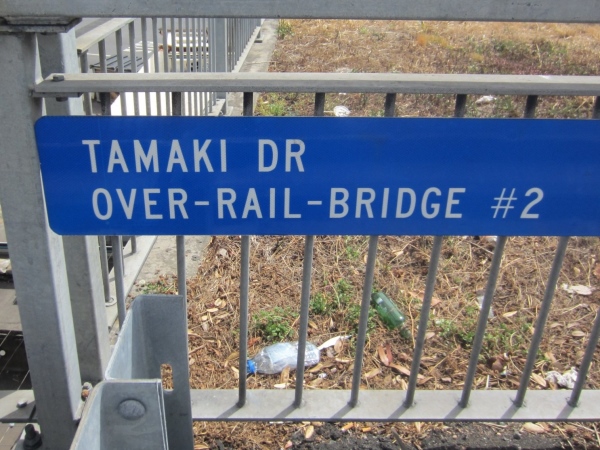 TAMAKI DR
OVER-RAIL-BRIDGE #2